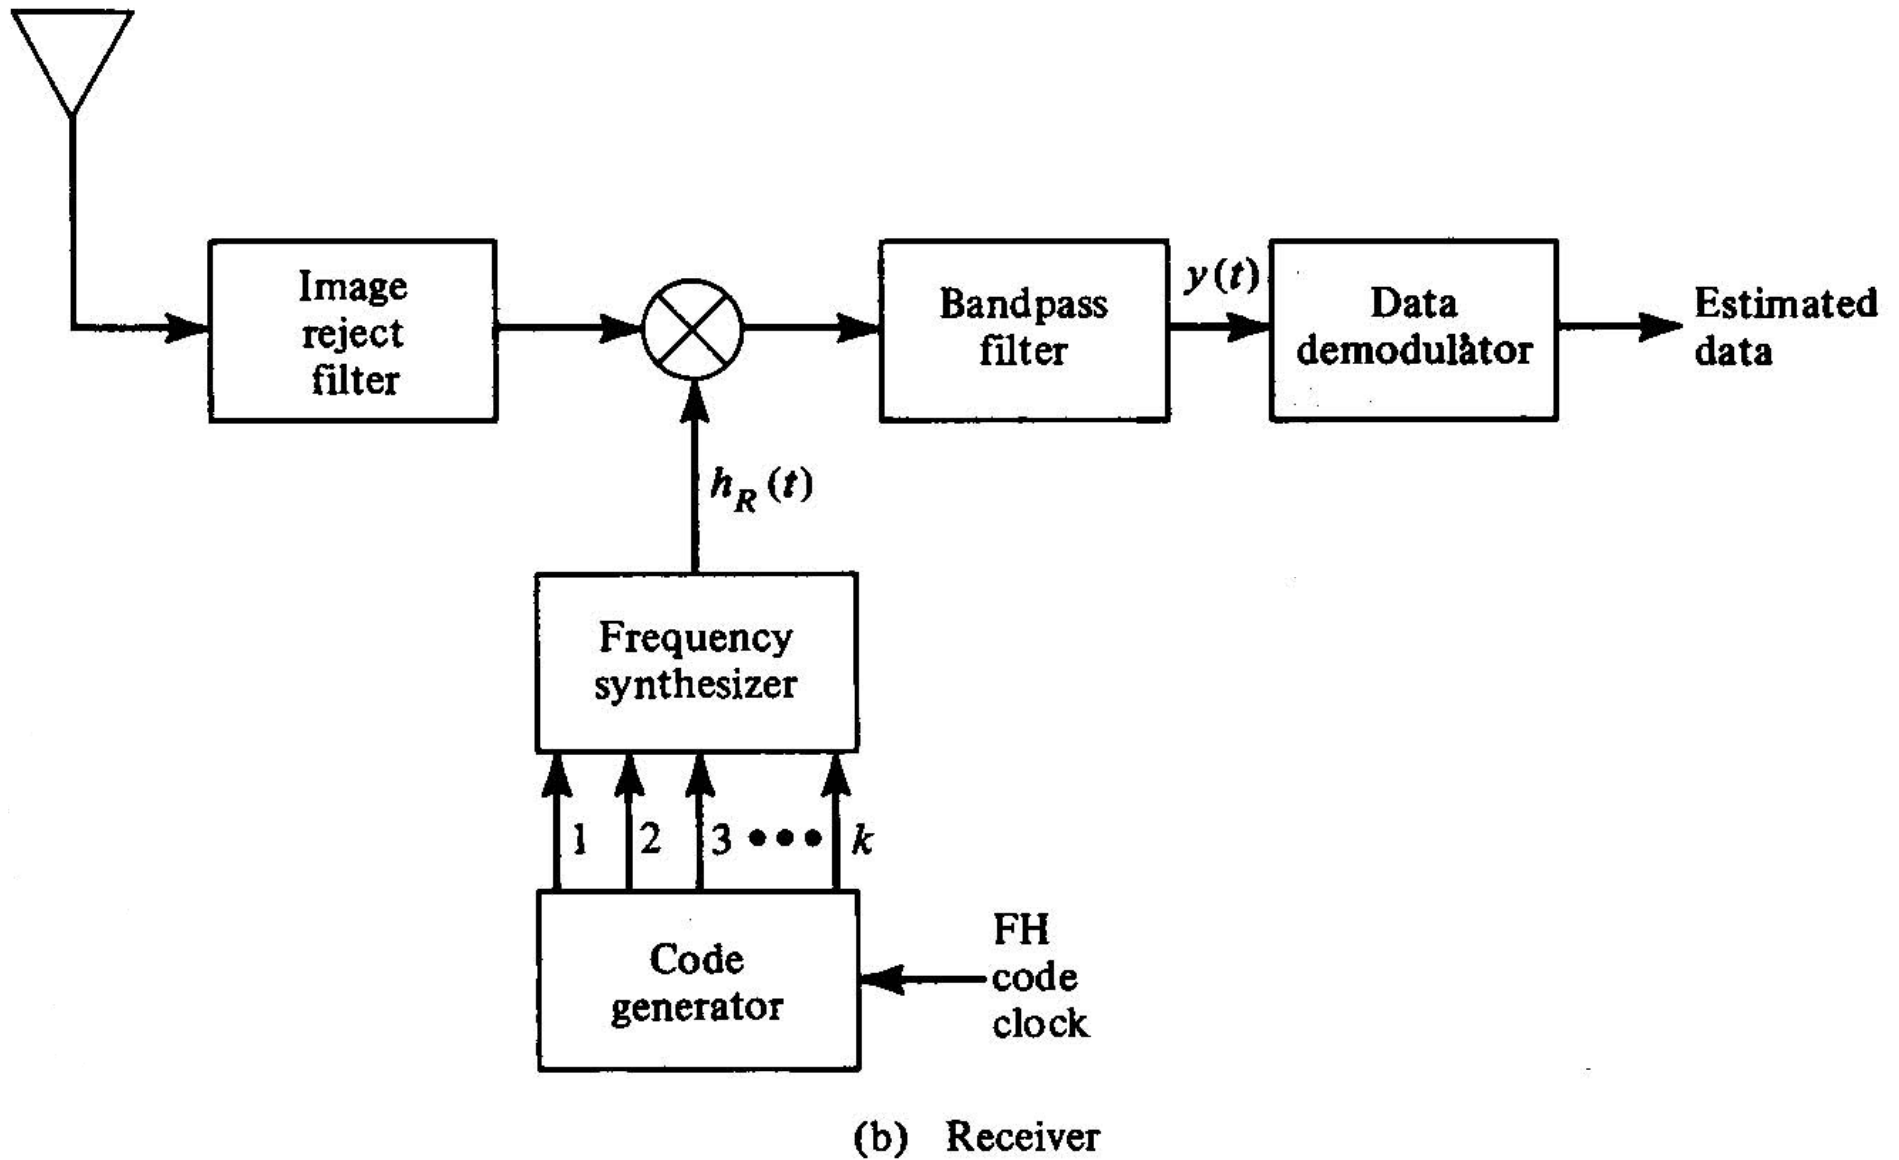 Image
reject
filter
Bandpass
filter
y(t)
Data
demodulator
Estimated
data
h_R (t)
Frequency
synthesizer
1 2 3 ••• k
Code
generator
FH
code
clock
(b) Receiver